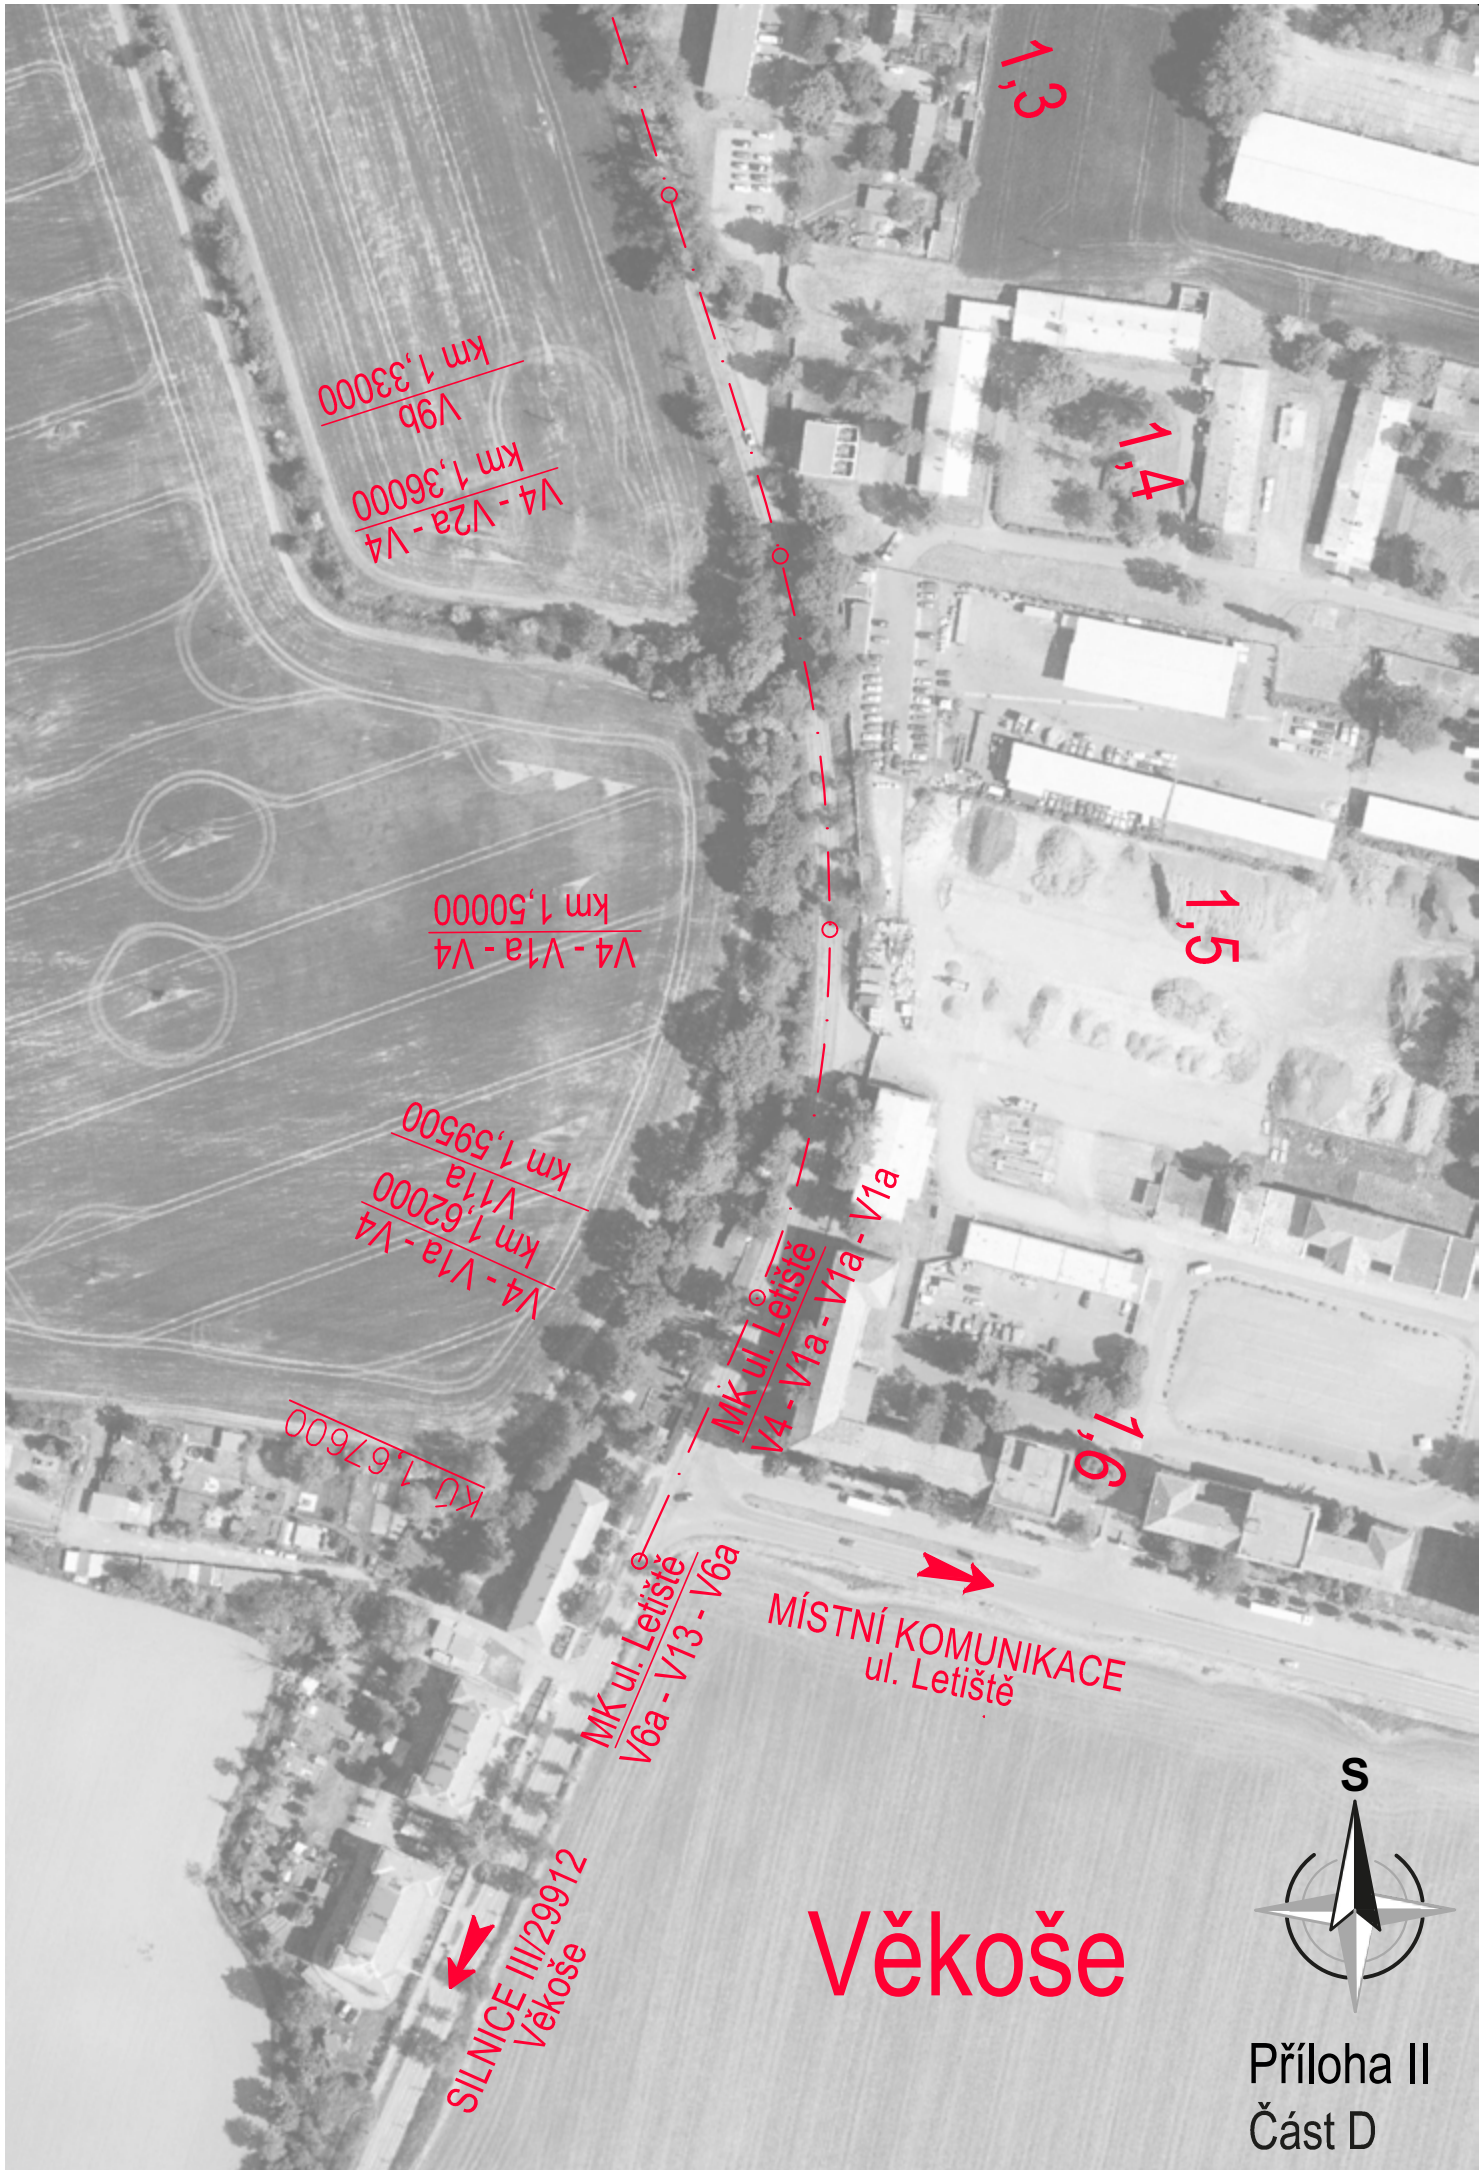 1,3
km 1,33000
V9b
km 1,36000
V4 - V2a - V4
1,4
km 1,50000
V4 - V1a - V4
1,5
km 1,59500
V11a
km 1,62000
V4 - V1a - V4
MK ul. Letiště
V4 - V1a - V1a - V1a
KÚ 1,67600
1,6
MK ul. Letiště
V6a - V13 - V6a
MÍSTNÍ KOMUNIKACE
ul. Letiště
SILNICE III/29912
Věkoše
Věkoše
S
Příloha II
Část D